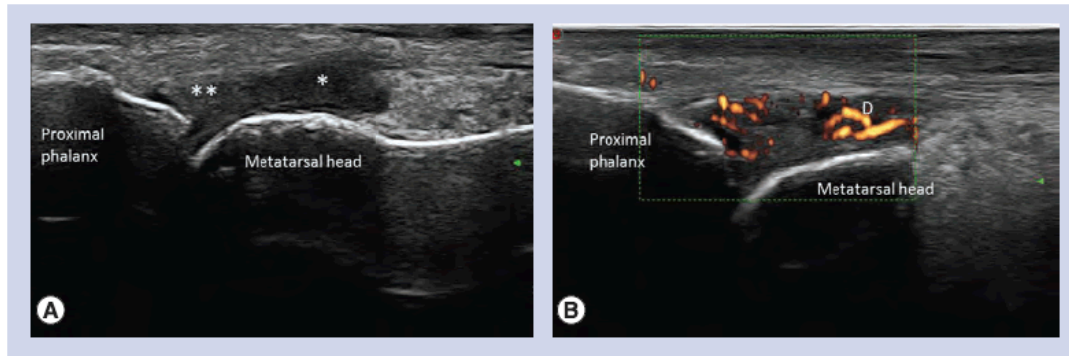 **
*
Proximal
phalanx
Metatarsal head
A
D
Proximal
phalanx
Metatarsal head
B